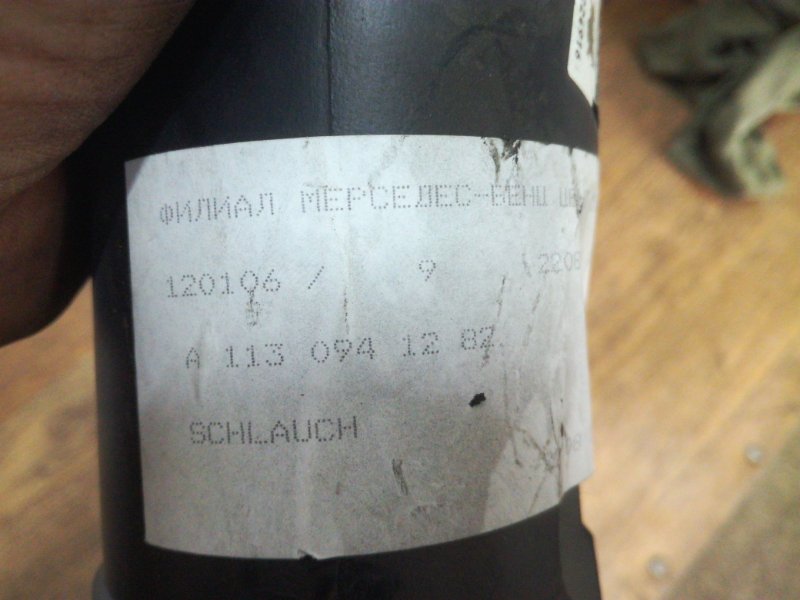 ФИЛИАЛ МЕРСЕДЕС-БЕНЦ
120106 / 9 2208
A 113 094 12 82
SCHLAUCH